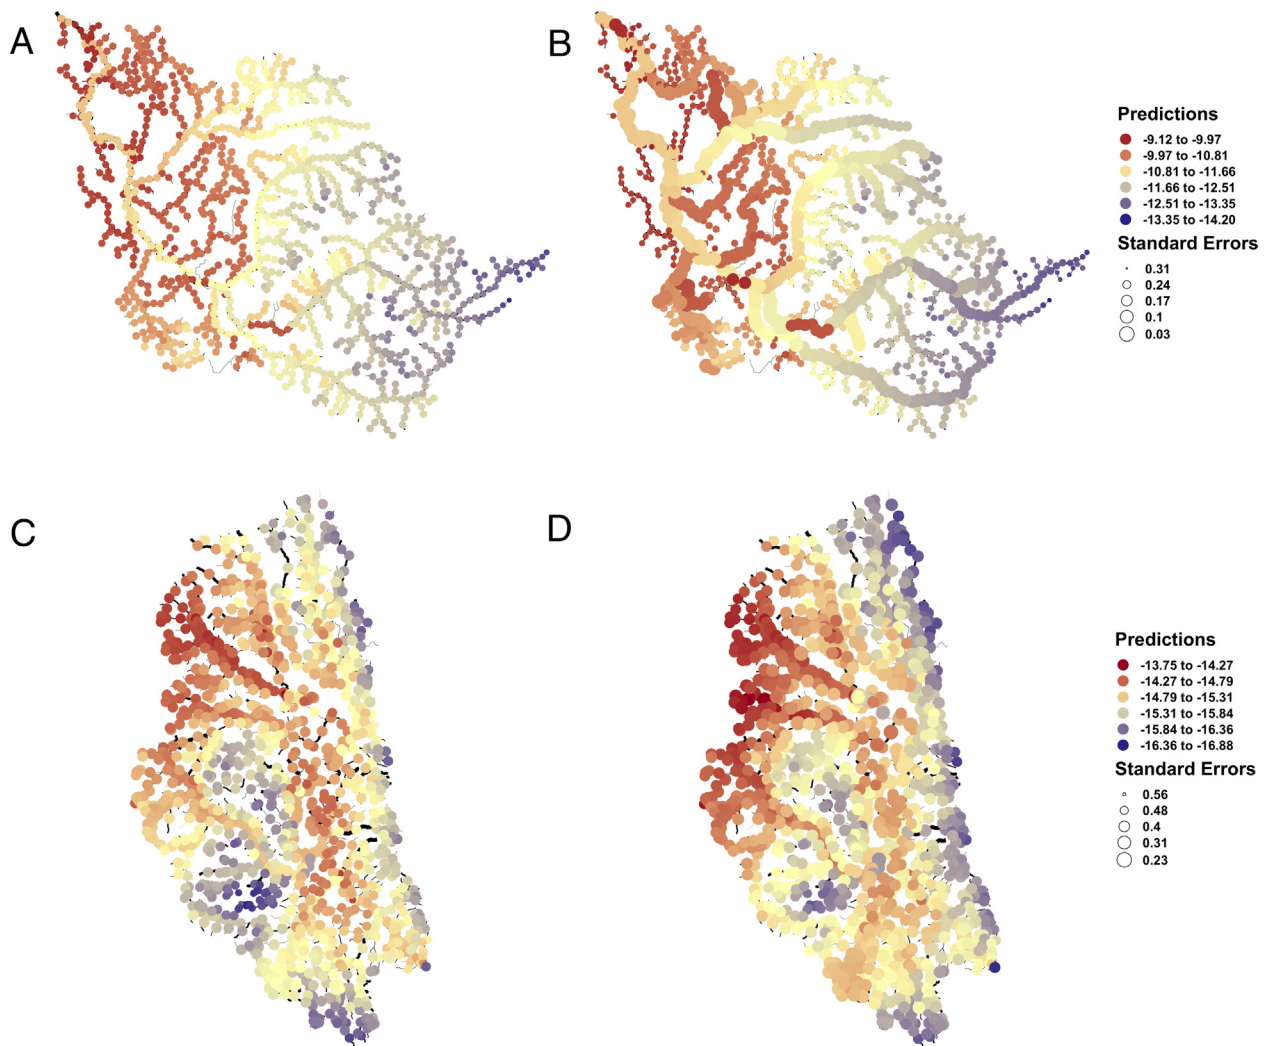 A
B
Predictions
-9.12 to -9.97
-9.97 to -10.81
-10.81 to -11.66
-11.66 to -12.51
-12.51 to -13.35
-13.35 to -14.20
Standard Errors
0.31
0.24
0.17
0.1
0.03
C
D
Predictions
-13.75 to -14.27
-14.27 to -14.79
-14.79 to -15.31
-15.31 to -15.84
-15.84 to -16.36
-16.36 to -16.88
Standard Errors
0.56
0.48
0.4
0.31
0.23